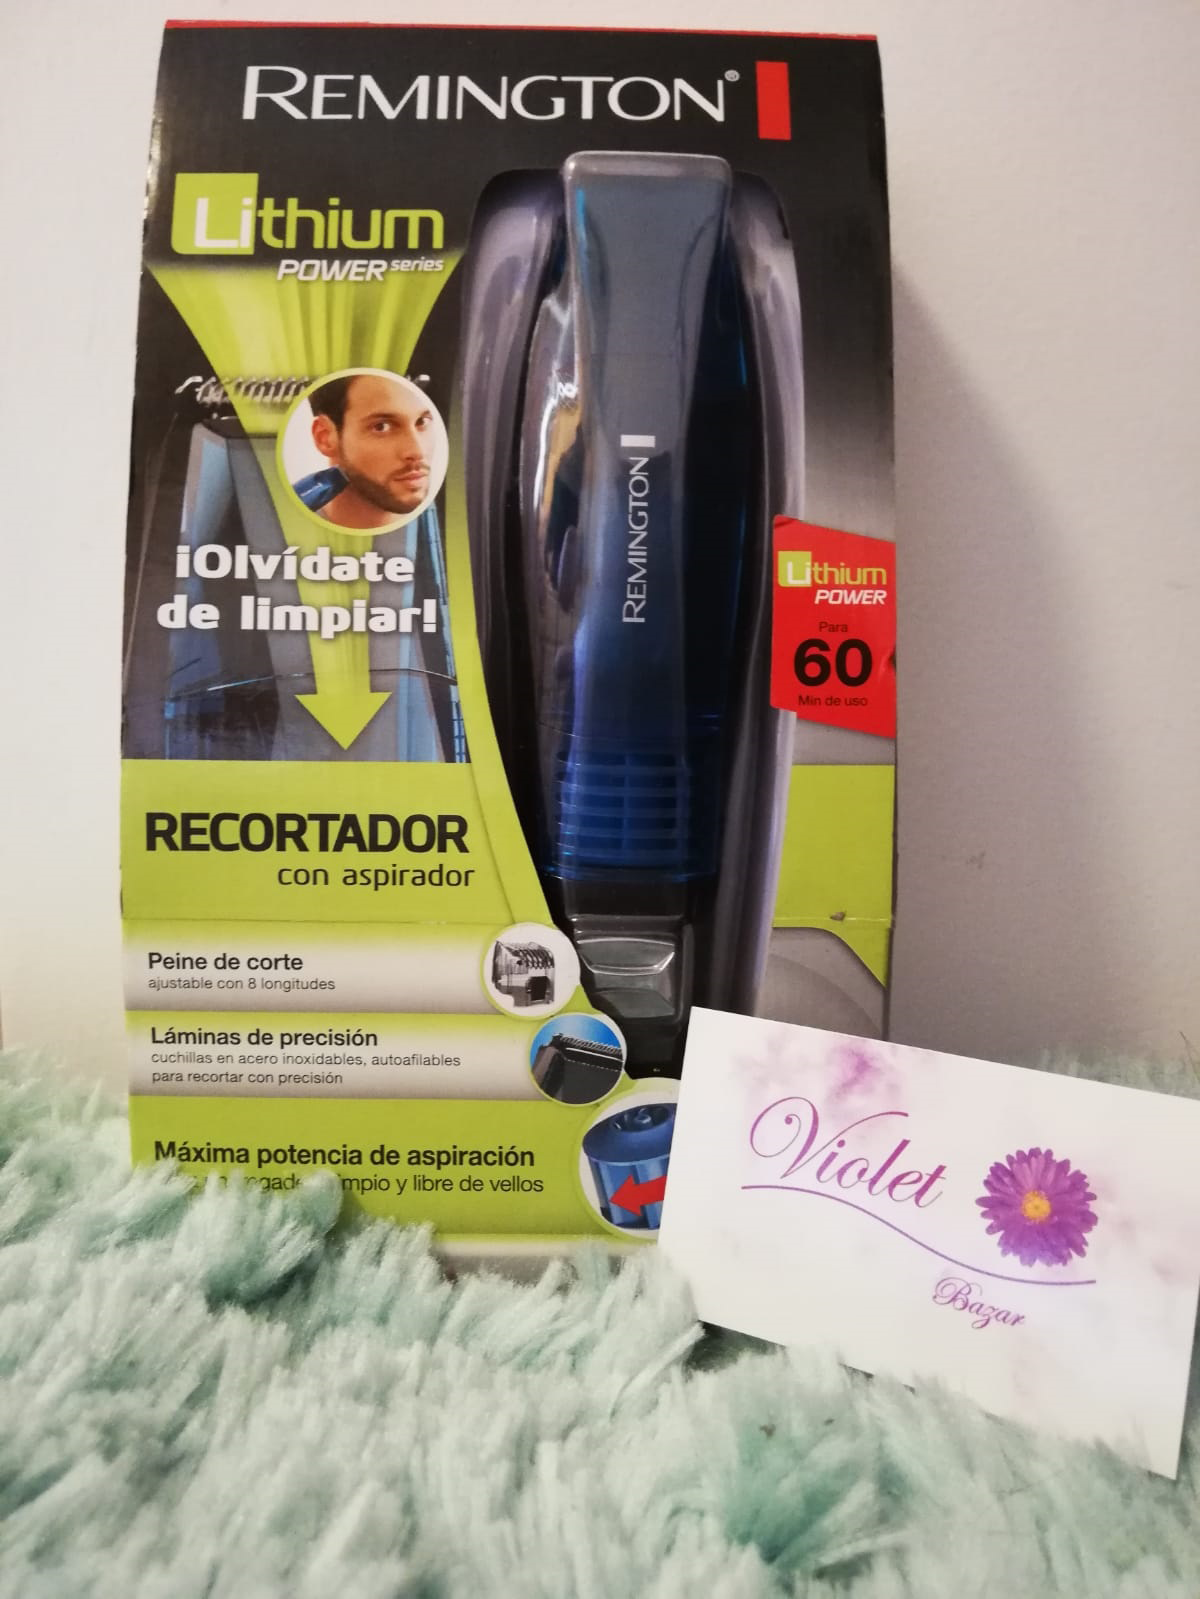 REMINGTON®
Lithium
POWER series
¡Olvídate
de limpiar!
REMINGTON
8
Lithium
POWER
Para
60
Min de uso
RECORTADOR
con aspirador
Peine de corte
ajustable con 8 longitudes
Láminas de precisión
cuchillas en acero inoxidables, autoafilables
para recortar con precisión
Máxima potencia de aspiración
y libre de vellos
Violet
Bazar